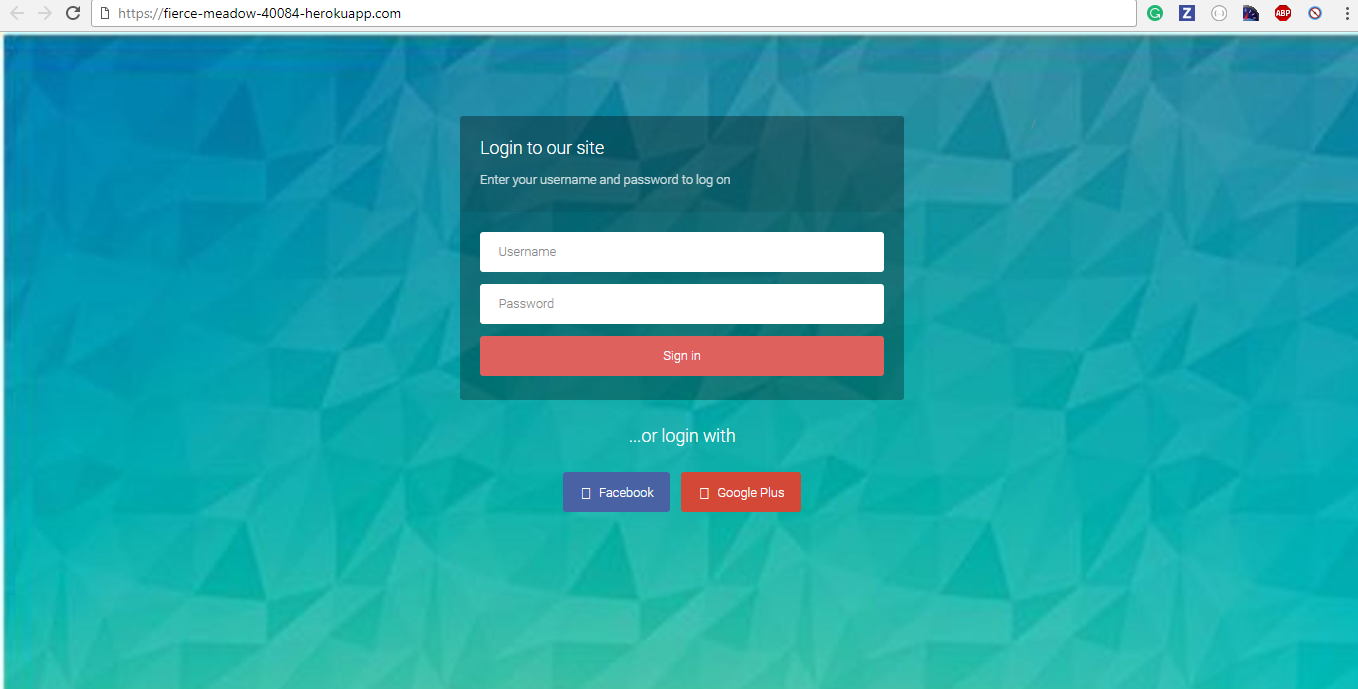 https://fierce-meadow-40084-herokuapp.com
G Z ABP
Login to our site
Enter your username and password to log on
Username
Password
Sign in
...or login with
Facebook Google Plus